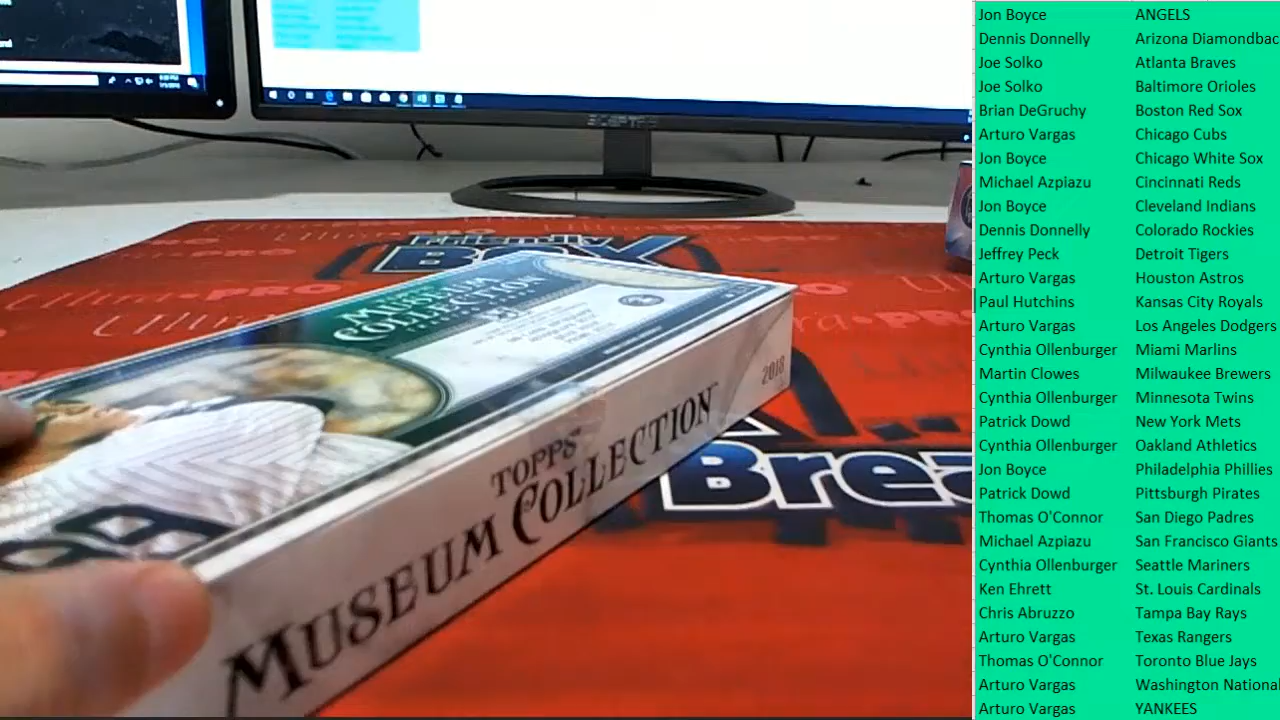 Jon Boyce ANGELS
Dennis Donnelly Arizona Diamondbac
Joe Solko Atlanta Braves
Joe Solko Baltimore Orioles
Brian DeGruchy Boston Red Sox
Arturo Vargas Chicago Cubs
Jon Boyce Chicago White Sox
Michael Azpiazu Cincinnati Reds
Jon Boyce Cleveland Indians
Dennis Donnelly Colorado Rockies
Jeffrey Peck Detroit Tigers
Arturo Vargas Houston Astros
Paul Hutchins Kansas City Royals
Arturo Vargas Los Angeles Dodgers
Cynthia Ollenburger Miami Marlins
Martin Clowes Milwaukee Brewers
Cynthia Ollenburger Minnesota Twins
Patrick Dowd New York Mets
Cynthia Ollenburger Oakland Athletics
Jon Boyce Philadelphia Phillies
Patrick Dowd Pittsburgh Pirates
Thomas O'Connor San Diego Padres
Michael Azpiazu San Francisco Giants
Cynthia Ollenburger Seattle Mariners
Ken Ehrett St. Louis Cardinals
Chris Abruzzo Tampa Bay Rays
Arturo Vargas Texas Rangers
Thomas O'Connor Toronto Blue Jays
Arturo Vargas Washington National
Arturo Vargas YANKEES
SCEPTRE
Friendly
BOX
Brea
MUSEUM
COLLECTION
2018
TOPPS
MUSEUM COLLECTION